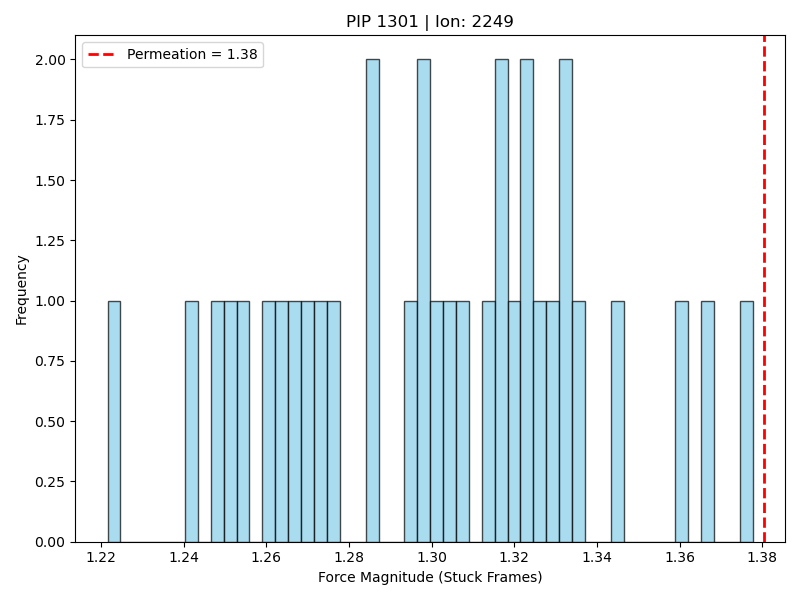 PIP 1301 | Ion: 2249
Permeation = 1.38
2.00
1.75
1.50
1.25
1.00
0.75
0.50
0.25
0.00
Frequency
1.22 1.24 1.26 1.28 1.30 1.32 1.34 1.36 1.38
Force Magnitude (Stuck Frames)